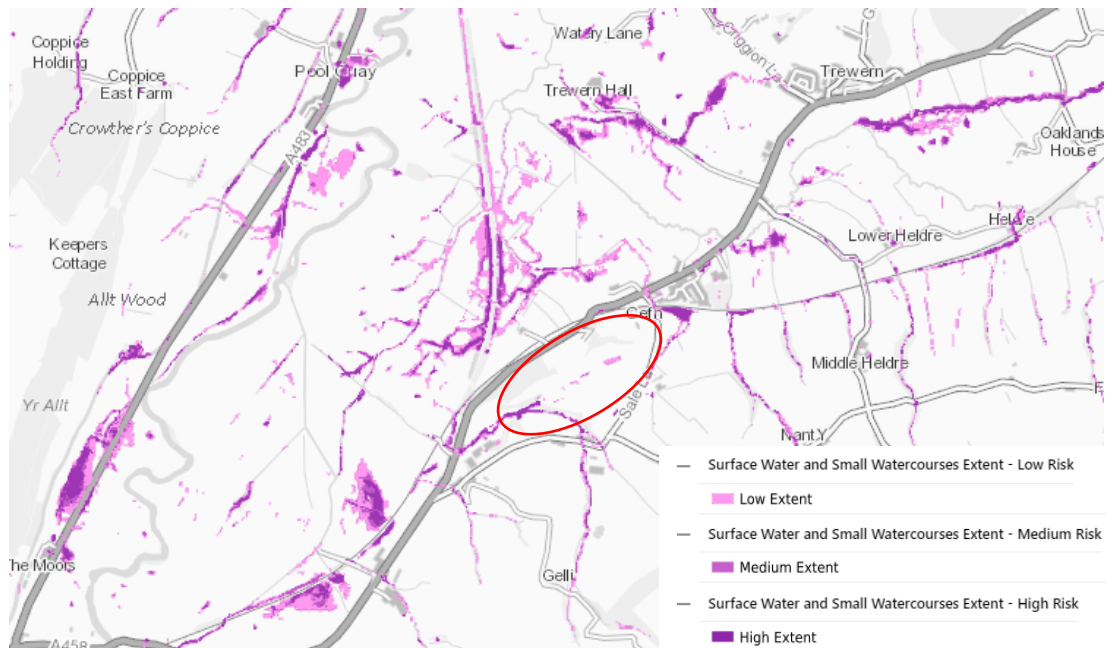 Coppice
Holding
Coppice
East Farm
Crowther's Coppice
Pool Quay
A483
Watery Lane
Trewern Hall
Criggion La
Trewern
G
Oaklands
House
Keepers
Cottage
Allt Wood
Heldre
Lower Heldre
Cefn
Middle Heldre
Sale La
Yr Allt
Nant Y
F
The Moors
Gelli
A458
Surface Water and Small Watercourses Extent - Low Risk
Low Extent
Surface Water and Small Watercourses Extent - Medium Risk
Medium Extent
Surface Water and Small Watercourses Extent - High Risk
High Extent